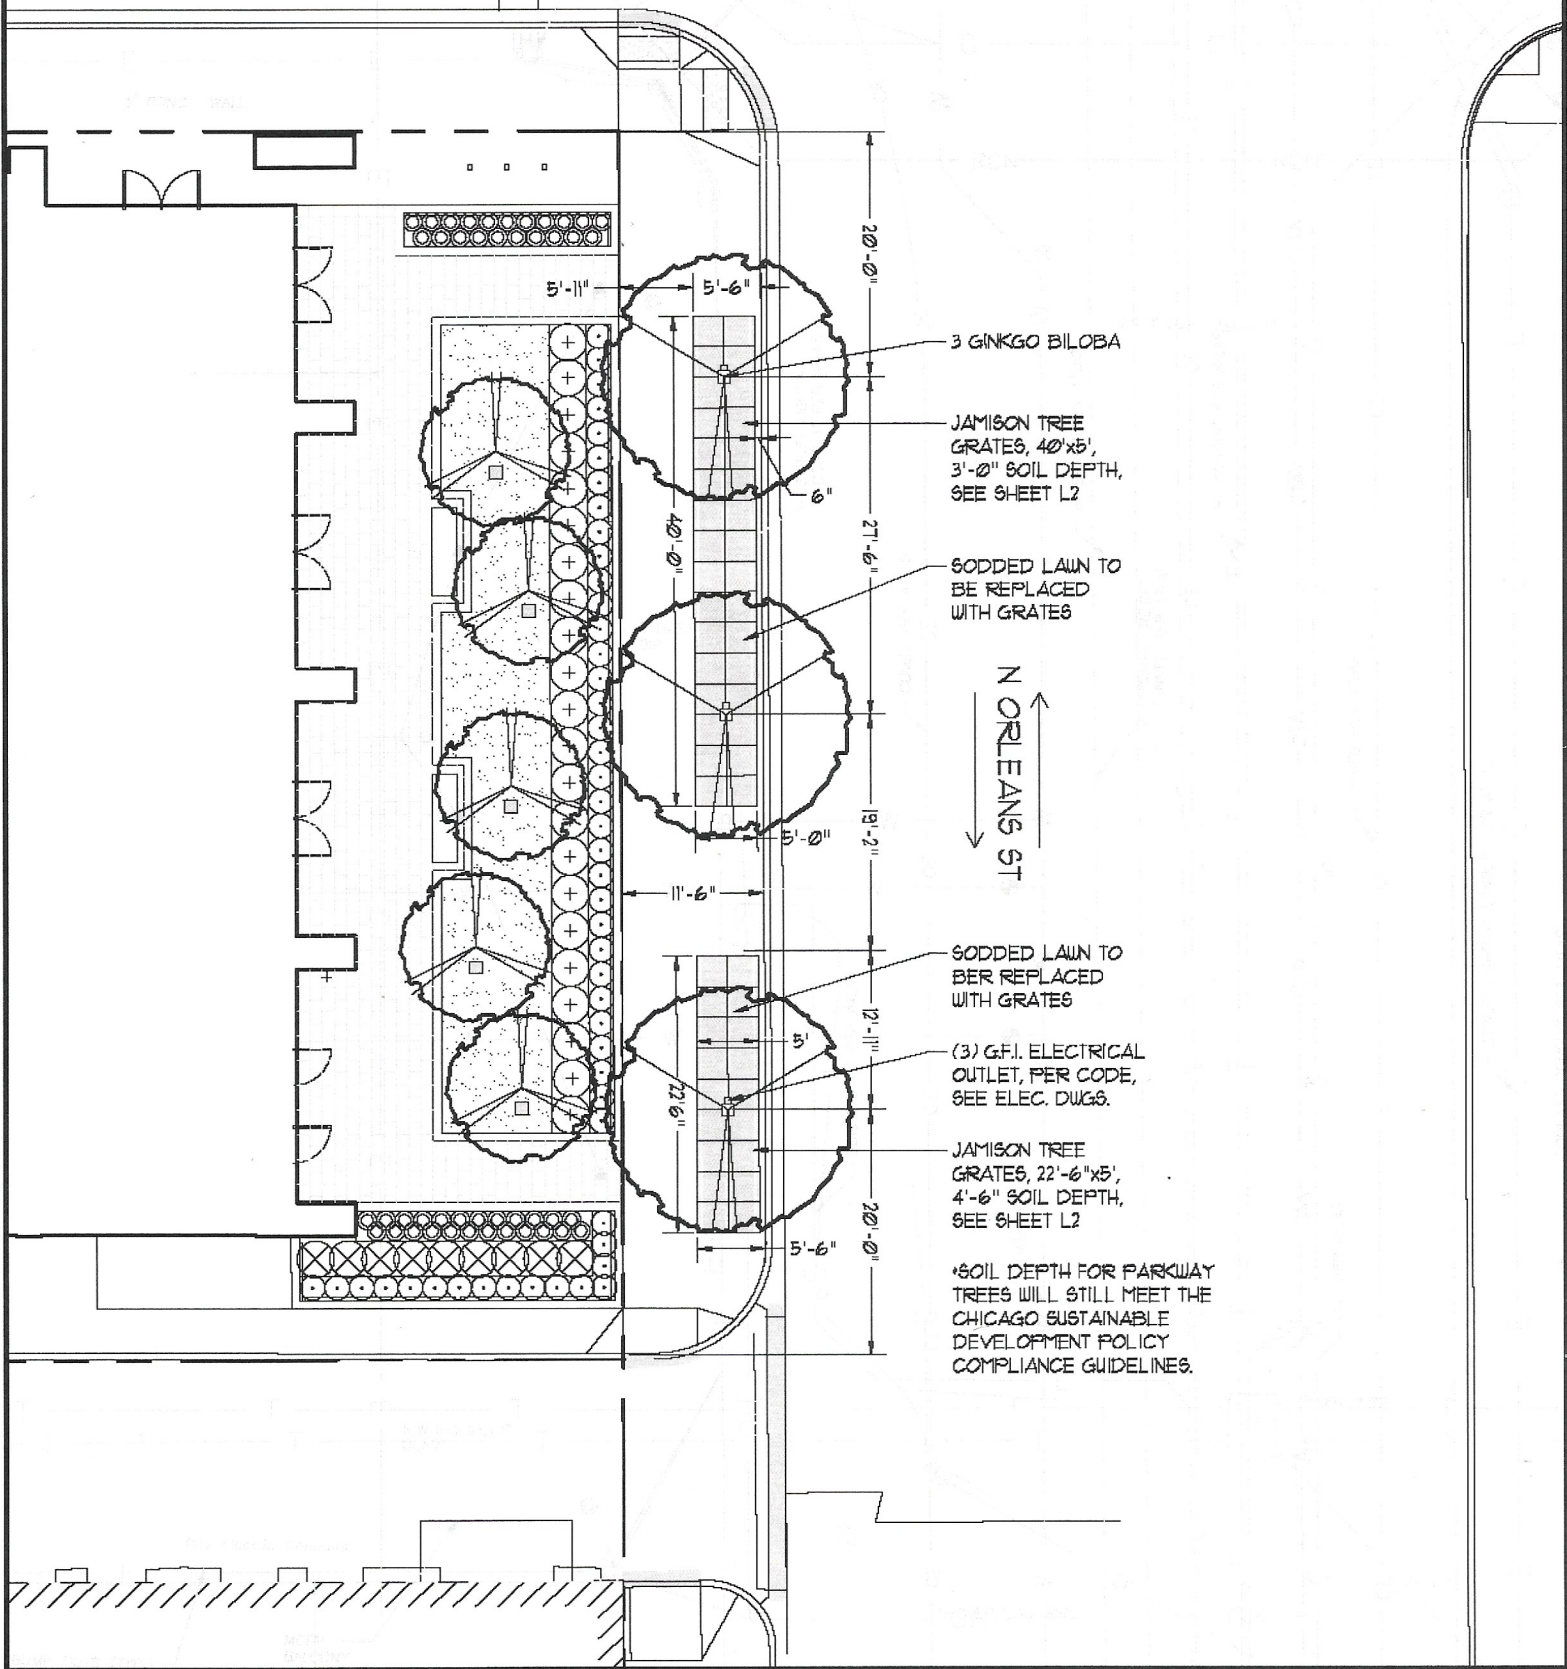 20'-0"
5'-11"
5'-6"
3 GINKGO BILOBA
JAMISON TREE
GRATES, 40'x5',
3'-0" SOIL DEPTH,
SEE SHEET L2
6"
40'-0"
27'-6"
SODDED LAWN TO
BE REPLACED
WITH GRATES
N ORLEANS ST
5'-0"
19'-2"
11'-6"
SODDED LAWN TO
BER REPLACED
WITH GRATES
12'-11"
5'
(3) G.F.I. ELECTRICAL
OUTLET, PER CODE,
SEE ELEC. DWGS.
22'6"
JAMISON TREE
GRATES, 22'-6"x5',
4'-6" SOIL DEPTH,
SEE SHEET L2
20'-0"
5'-6"
*SOIL DEPTH FOR PARKWAY
TREES WILL STILL MEET THE
CHICAGO SUSTAINABLE
DEVELOPMENT POLICY
COMPLIANCE GUIDELINES.